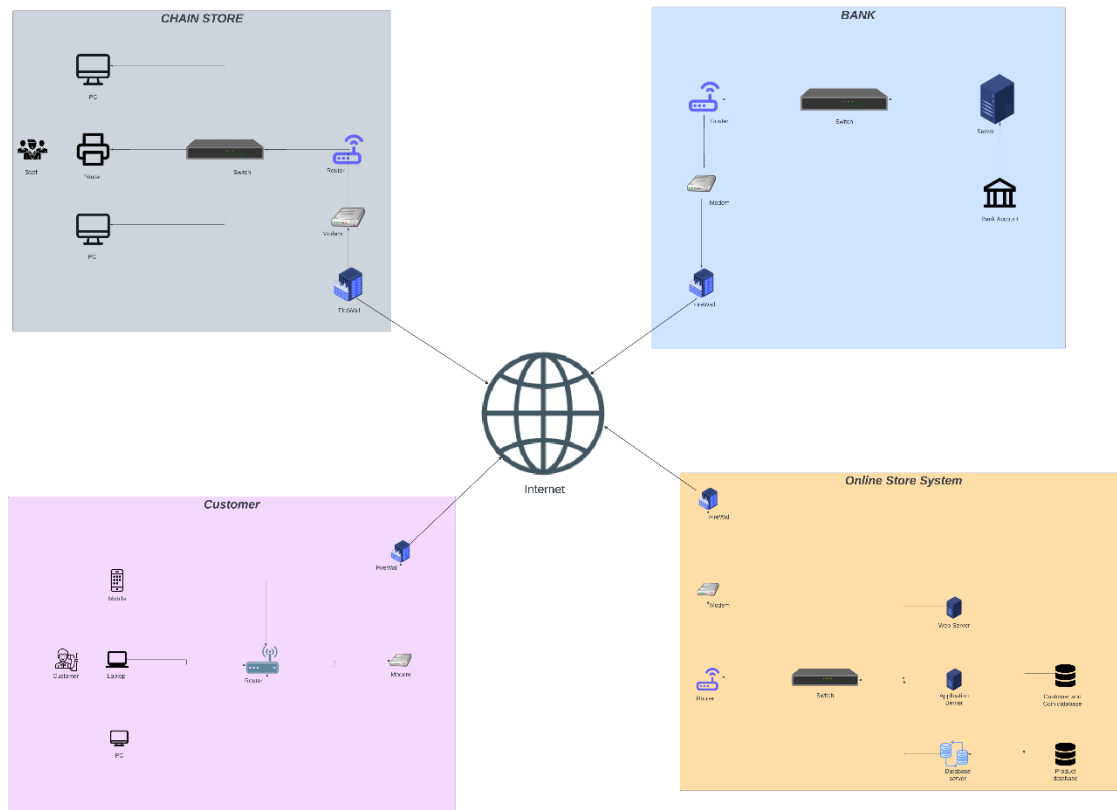 CHAIN STORE
PC
Staff
Printer
Switch
Router
PC
Modem
FireWall
BANK
Router
Switch
Server
Modem
Bank Account
FireWall
Internet
Customer
FireWall
Mobile
Customer
Laptop
Router
Modem
PC
Online Store System
FireWall
Modem
Web Server
Router
Switch
Application
Server
Customer and
Coin database
Database
server
Product
database